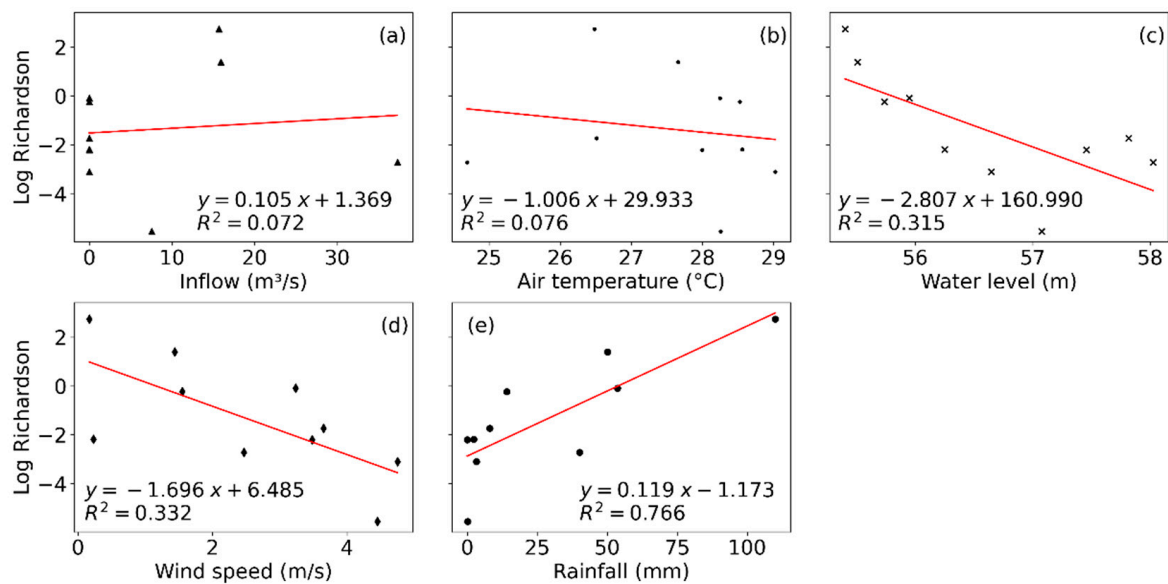 (a)
2
0
−2
−4
Log Richardson
y = 0.105 x + 1.369
R² = 0.072
0 10 20 30
Inflow (m³/s)
(b)
y = − 1.006 x + 29.933
R² = 0.076
25 26 27 28 29
Air temperature (°C)
(c)
y = − 2.807 x + 160.990
R² = 0.315
56 57 58
Water level (m)
(d)
2
0
−2
−4
Log Richardson
y = − 1.696 x + 6.485
R² = 0.332
0 2 4
Wind speed (m/s)
(e)
y = 0.119 x − 1.173
R² = 0.766
0 25 50 75 100
Rainfall (mm)